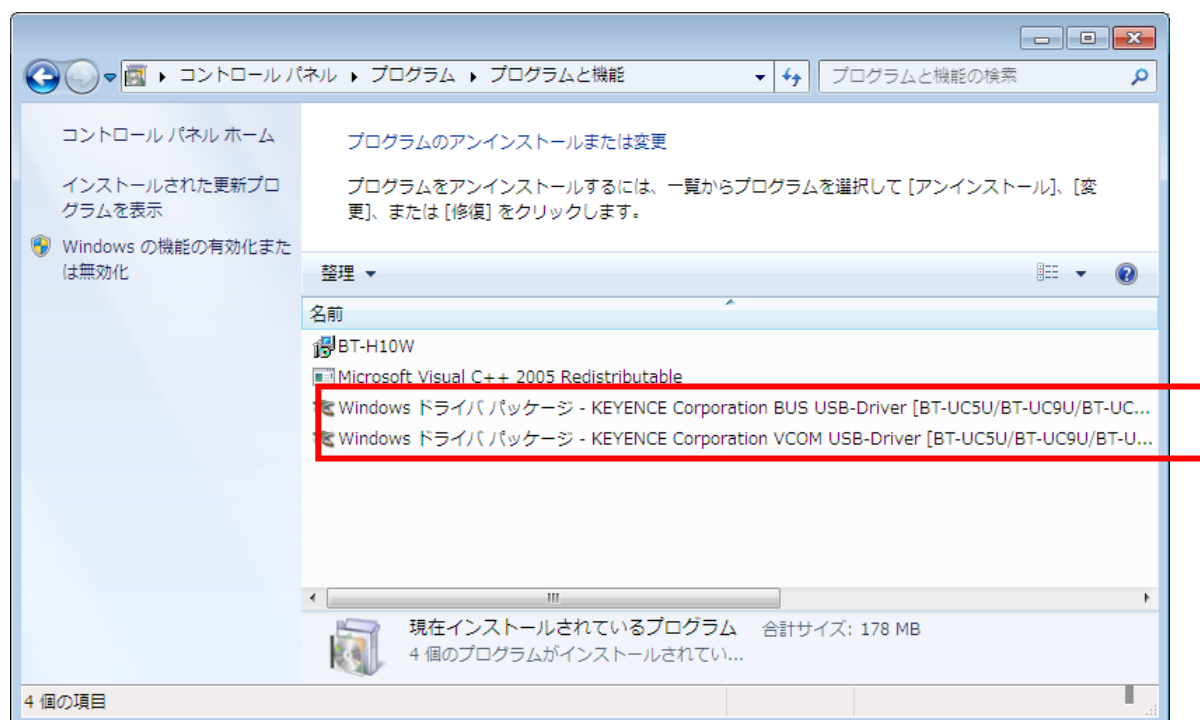 コントロール パネル ▸ プログラム ▸ プログラムと機能
プログラムと機能の検索
コントロール パネル ホーム
インストールされた更新プロ
グラムを表示
Windows の機能の有効化また
は無効化
プログラムのアンインストールまたは変更
プログラムをアンインストールするには、一覧からプログラムを選択して [アンインストール]、[変
更]、または [修復] をクリックします。
整理
名前
BT-H10W
Microsoft Visual C++ 2005 Redistributable
Windows ドライバ パッケージ - KEYENCE Corporation BUS USB-Driver [BT-UC5U/BT-UC9U/BT-UC...
Windows ドライバ パッケージ - KEYENCE Corporation VCOM USB-Driver [BT-UC5U/BT-UC9U/BT-U...
現在インストールされているプログラム 合計サイズ: 178 MB
4 個のプログラムがインストールされてい...
4 個の項目